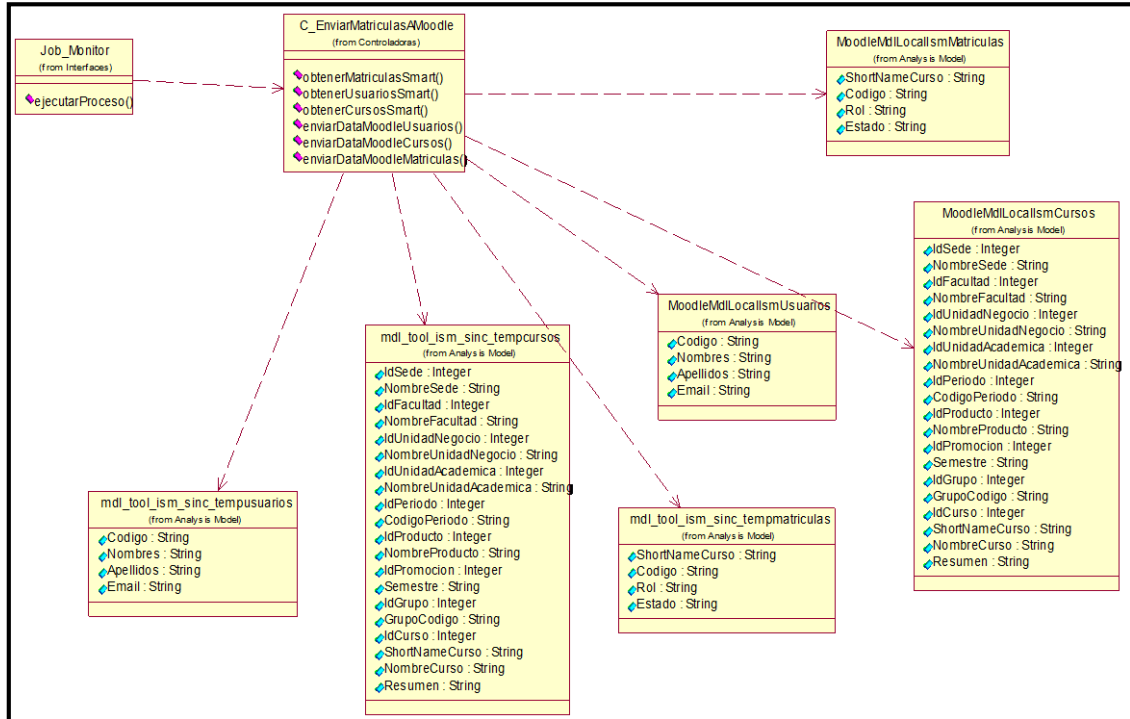 Job_Monitor
(from Interfaces)
ejecutarProceso()
C_EnviarMatriculasAMoodle
(from Controladoras)
obtenerMatriculasSmart()
obtenerUsuariosSmart()
obtenerCursosSmart()
enviarDataMoodleUsuarios()
enviarDataMoodleCursos()
enviarDataMoodleMatriculas()
MoodleMdlLocalIsmMatriculas
(from Analysis Model)
ShortNameCurso : String
Codigo : String
Rol : String
Estado : String
MoodleMdlLocalIsmCursos
(from Analysis Model)
IdSede : Integer
NombreSede : String
IdFacultad : Integer
NombreFacultad : String
IdUnidadNegocio : Integer
NombreUnidadNegocio : String
IdUnidadAcademica : Integer
NombreUnidadAcademica : String
IdPeriodo : Integer
CodigoPeriodo : String
IdProducto : Integer
NombreProducto : String
IdPromocion : Integer
Semestre : String
IdGrupo : Integer
GrupoCodigo : String
IdCurso : Integer
ShortNameCurso : String
NombreCurso : String
Resumen : String
MoodleMdlLocalIsmUsuarios
(from Analysis Model)
Codigo : String
Nombres : String
Apellidos : String
Email : String
mdl_tool_ism_sinc_tempcursos
(from Analysis Model)
IdSede : Integer
NombreSede : String
IdFacultad : Integer
NombreFacultad : String
IdUnidadNegocio : Integer
NombreUnidadNegocio : String
IdUnidadAcademica : Integer
NombreUnidadAcademica : String
IdPeriodo : Integer
CodigoPeriodo : String
IdProducto : Integer
NombreProducto : String
IdPromocion : Integer
Semestre : String
IdGrupo : Integer
GrupoCodigo : String
IdCurso : Integer
ShortNameCurso : String
NombreCurso : String
Resumen : String
mdl_tool_ism_sinc_tempusuarios
(from Analysis Model)
Codigo : String
Nombres : String
Apellidos : String
Email : String
mdl_tool_ism_sinc_tempmatriculas
(from Analysis Model)
ShortNameCurso : String
Codigo : String
Rol : String
Estado : String